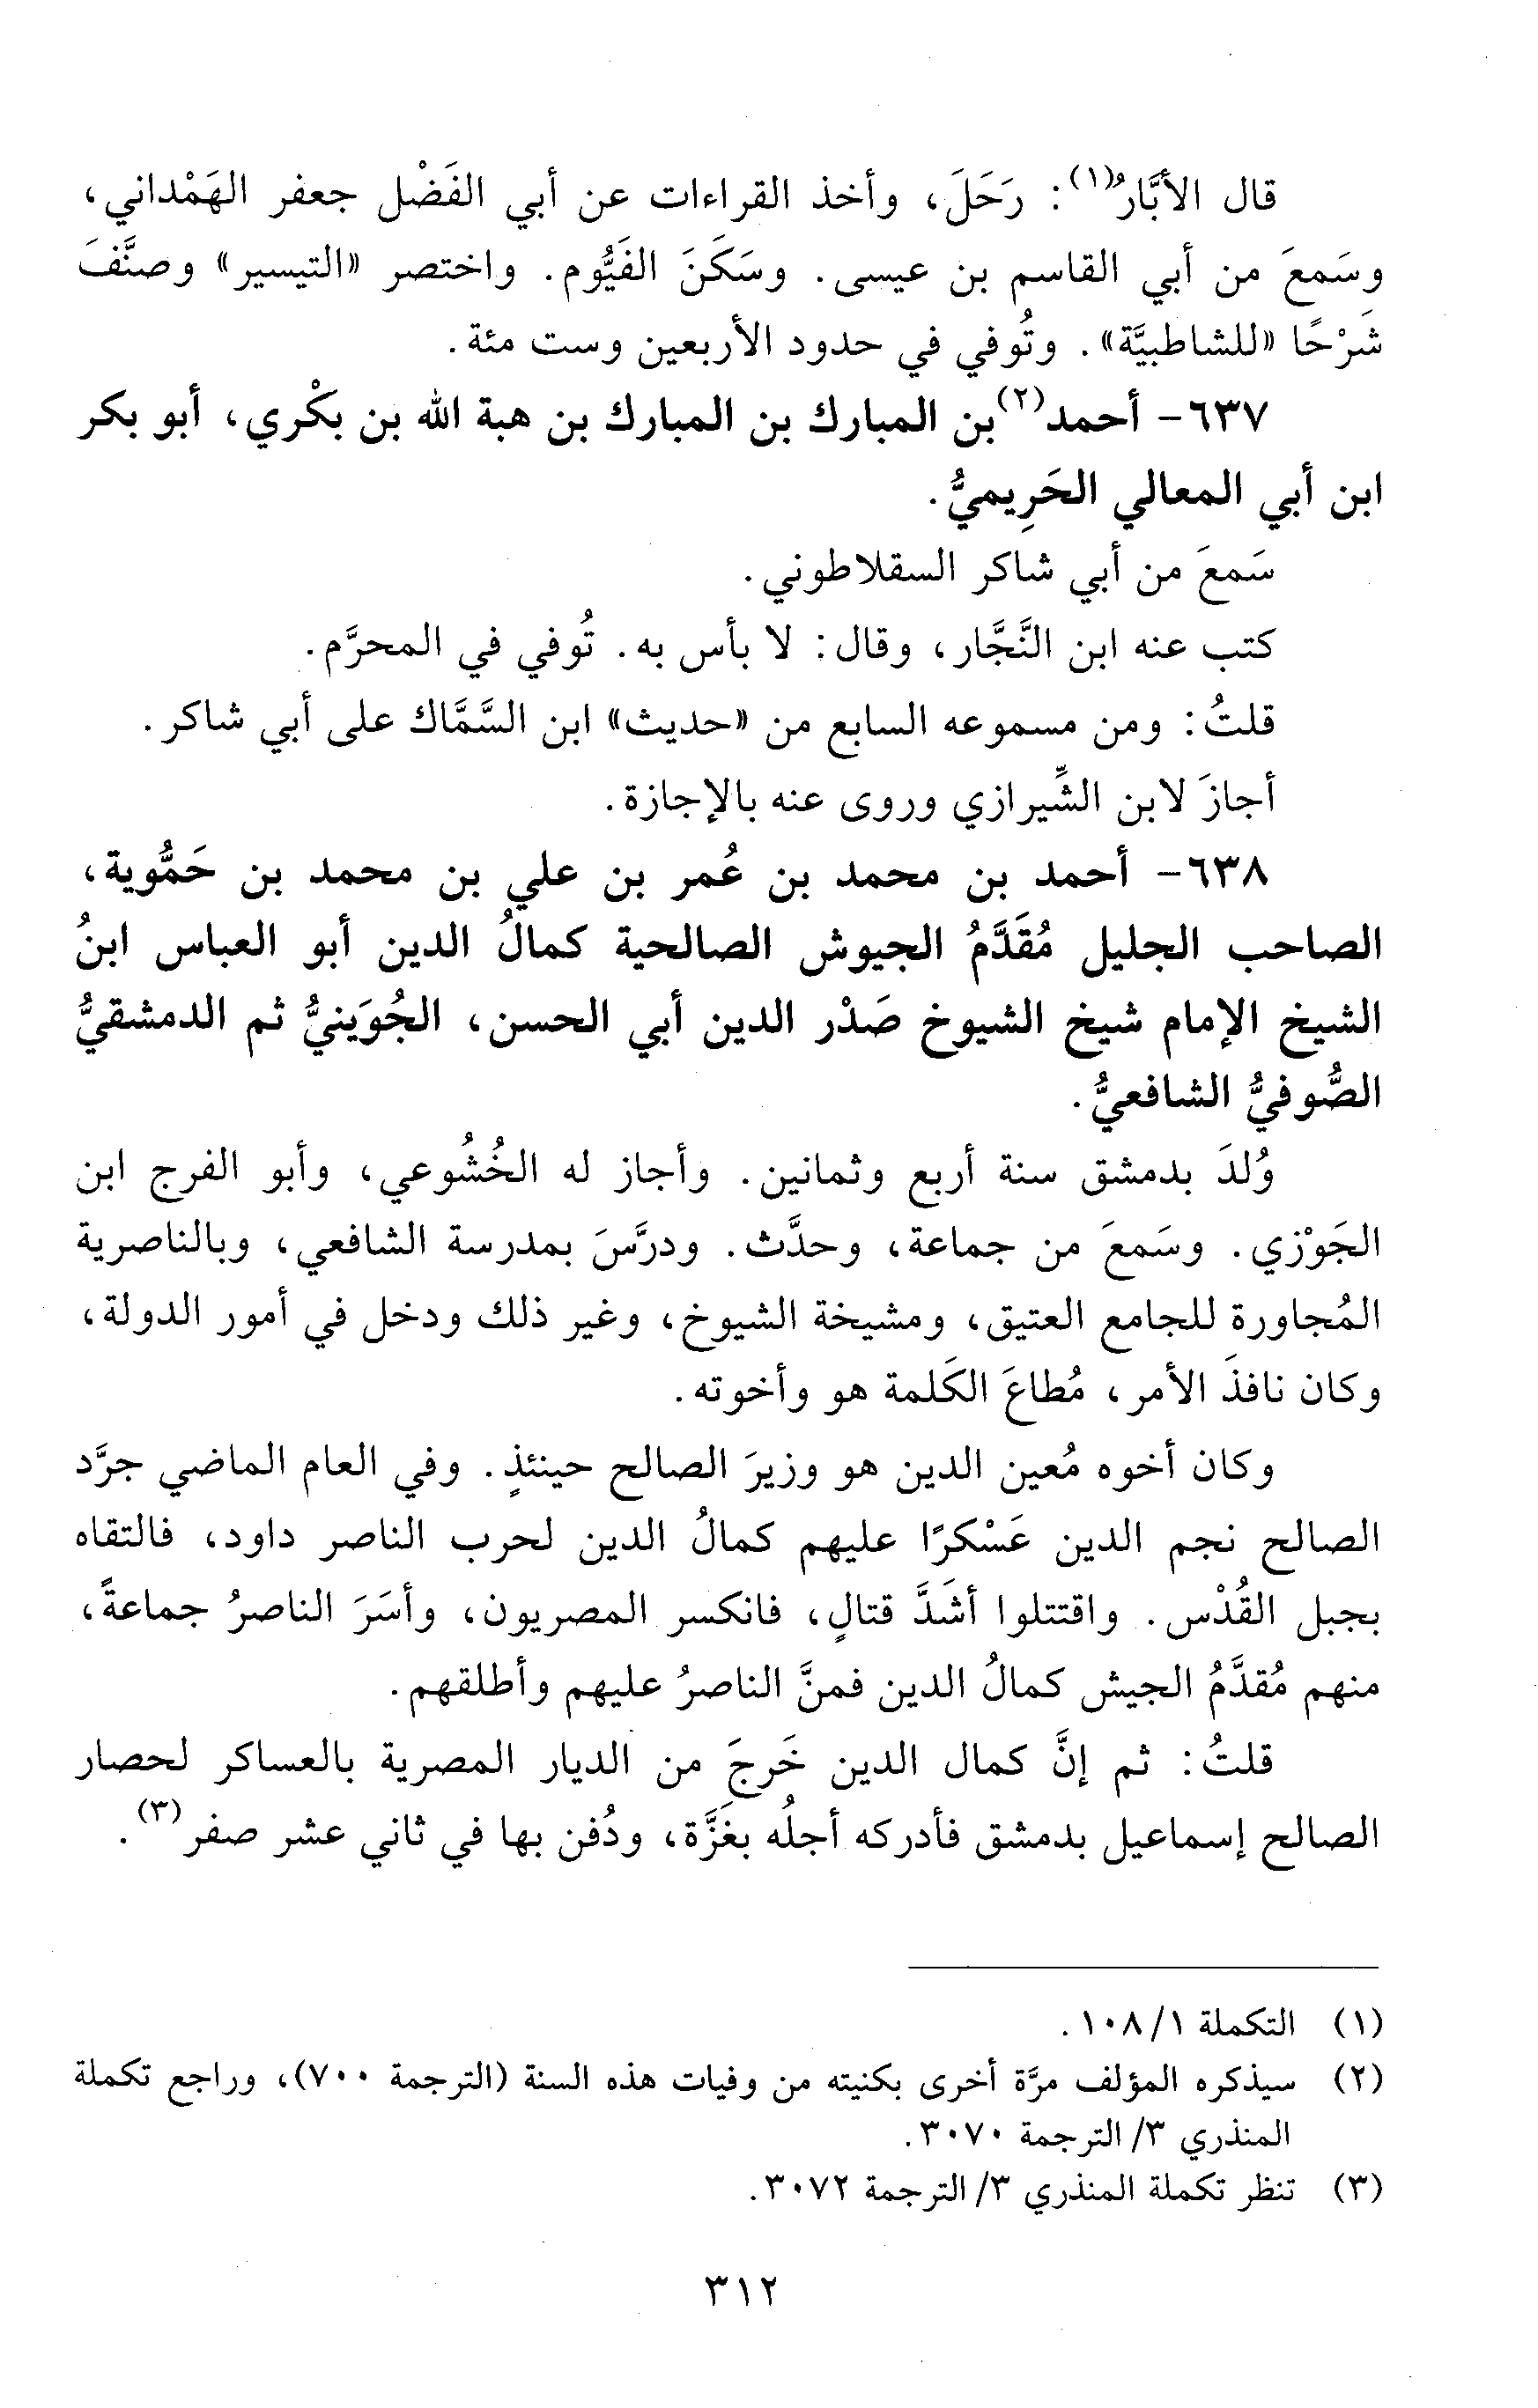 قال الأبَّارُ(١): رَحَلَ، وأخذ القراءات عن أبي الفَضْل جعفر الهَمْداني،
وسَمعَ من أبي القاسم بن عيسى. وسَكَنَ الفَيُّوم. واختصر «التيسير» وصنَّفَ
شَرْحًا «للشاطبيَّة». وتُوفي في حدود الأربعين وست مئة.
٦٣٧- أحمد(٢) بن المبارك بن المبارك بن هبة الله بن بكْري، أبو بكر
ابن أبي المعالي الحَرِيميُّ.
سَمعَ من أبي شاكر السقلاطوني.
كتب عنه ابن النَّجَّار، وقال: لا بأس به. تُوفي في المحرَّم.
قلتُ: ومن مسموعه السابع من «حديث» ابن السَّمَّاك على أبي شاكر.
أجازَ لابن الشِّيرازي وروى عنه بالإجازة.
٦٣٨- أحمد بن محمد بن عُمر بن علي بن محمد بن حَمُّوية،
الصاحب الجليل مُقَدَّمُ الجيوش الصالحية كمالُ الدين أبو العباس ابنُ
الشيخ الإمام شيخ الشيوخ صَدْر الدين أبي الحسن، الجُوَينيُّ ثم الدمشقيُّ
الصُّوفيُّ الشافعيُّ.
وُلدَ بدمشق سنة أربع وثمانين. وأجاز له الخُشُوعي، وأبو الفرج ابن
الجَوْزي. وسَمعَ من جماعة، وحدَّث. ودرَّسَ بمدرسة الشافعي، وبالناصرية
المُجاورة للجامع العتيق، ومشيخة الشيوخ، وغير ذلك ودخل في أمور الدولة،
وكان نافذَ الأمر، مُطاعَ الكَلمة هو وأخوته.
وكان أخوه مُعين الدين هو وزيرَ الصالح حينئذٍ. وفي العام الماضي جرَّد
الصالح نجم الدين عَسْكرًا عليهم كمالُ الدين لحرب الناصر داود، فالتقاه
بجبل القُدْس. واقتتلوا أشَدَّ قتالٍ، فانكسر المصريون، وأسَرَ الناصرُ جماعةً،
منهم مُقدَّمُ الجيش كمالُ الدين فمنَّ الناصرُ عليهم وأطلقهم.
قلتُ: ثم إنَّ كمال الدين خَرجَ من الديار المصرية بالعساكر لحصار
الصالح إسماعيل بدمشق فأدركه أجلُه بغَزَّة، ودُفن بها في ثاني عشر صفر(٣).
(١) التكملة ١/ ١٠٨.
(٢) سيذكره المؤلف مرَّة أخرى بكنيته من وفيات هذه السنة (الترجمة ٧٠٠)، وراجع تكملة
المنذري ٣/ الترجمة ٣٠٧٠.
(٣) تنظر تكملة المنذري ٣/ الترجمة ٣٠٧٢.
٣١٢